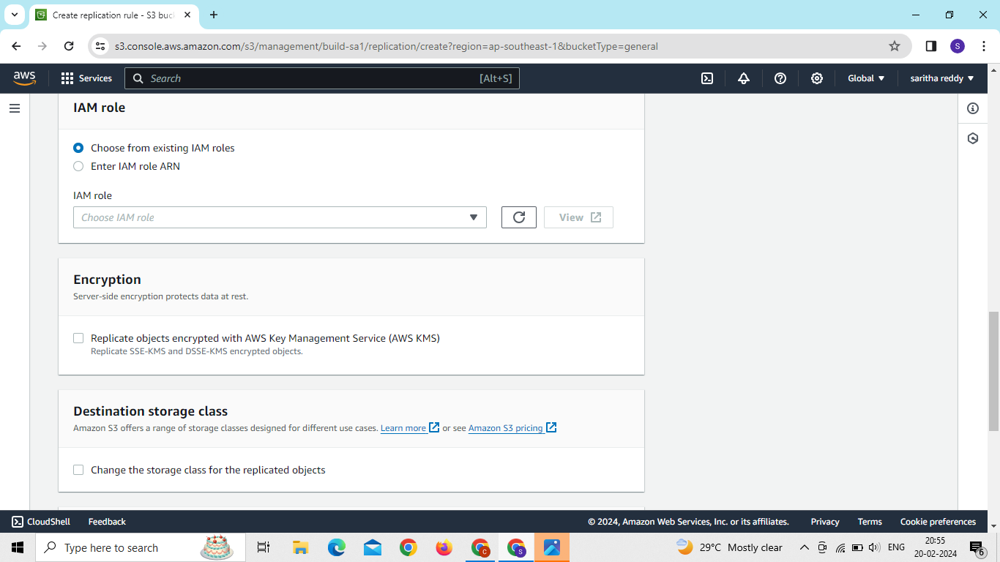 Create replication rule - S3 buc
s3.console.aws.amazon.com/s3/management/build-sa1/replication/create?region=ap-southeast-1&bucketType=general
S
aws
Services
Search
[Alt+S]
Global
saritha reddy
IAM role
Choose from existing IAM roles
Enter IAM role ARN
IAM role
Choose IAM role
View
Encryption
Server-side encryption protects data at rest.
Replicate objects encrypted with AWS Key Management Service (AWS KMS)
Replicate SSE-KMS and DSSE-KMS encrypted objects.
Destination storage class
Amazon S3 offers a range of storage classes designed for different use cases. Learn more or see Amazon S3 pricing
Change the storage class for the replicated objects
CloudShell
Feedback
© 2024, Amazon Web Services, Inc. or its affiliates.
Privacy
Terms
Cookie preferences
Type here to search
C
S
29°C Mostly clear
ENG
20:55
20-02-2024
6